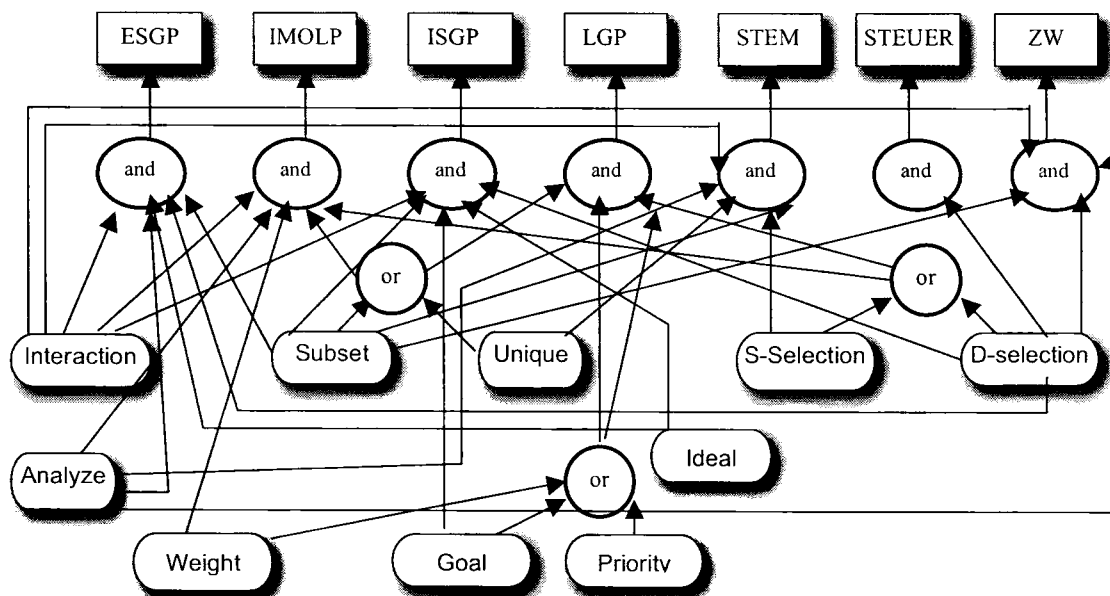 ESGP IMOLP ISGP LGP STEM STEUER ZW
and and and and and and and
or or
Interaction Subset Unique S-Selection D-selection
Analyze or Ideal
Weight Goal Priority